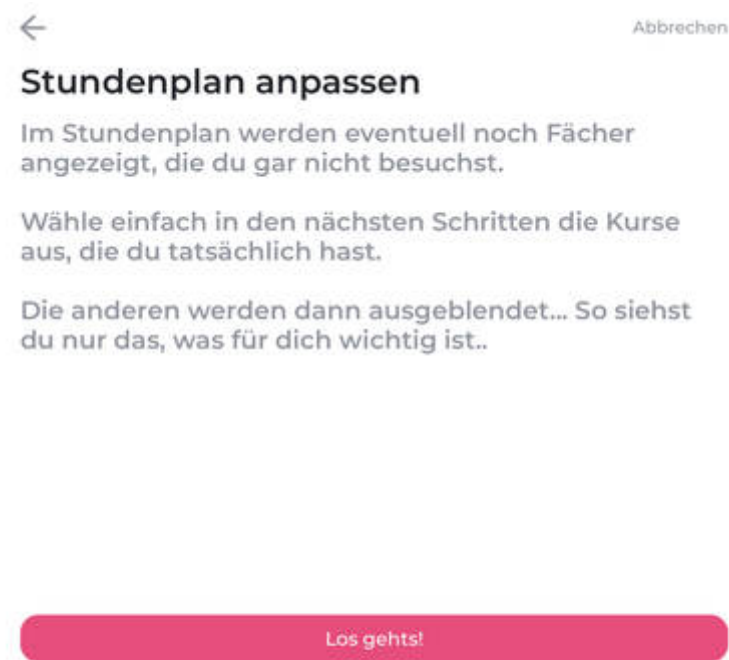 Abbrechen
Stundenplan anpassen
Im Stundenplan werden eventuell noch Fächer
angezeigt, die du gar nicht besuchst.
Wähle einfach in den nächsten Schritten die Kurse
aus, die du tatsächlich hast.
Die anderen werden dann ausgeblendet... So siehst
du nur das, was für dich wichtig ist..
Los gehts!